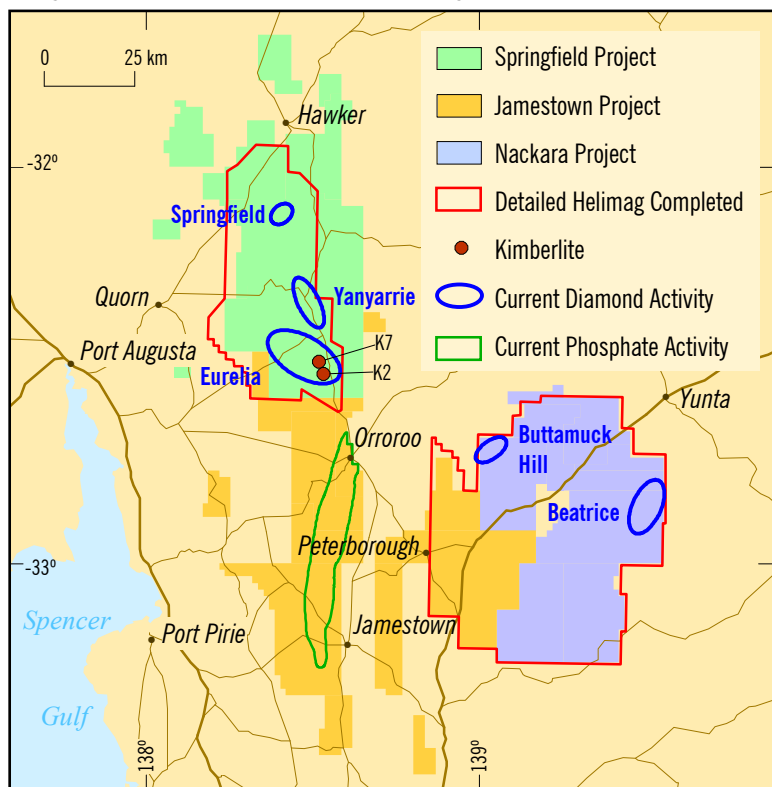 0
25 km
Springfield Project
Jamestown Project
Nackara Project
Detailed Helimag Completed
Kimberlite
Current Diamond Activity
Current Phosphate Activity
Hawker
-32º
Springfield
Quorn
Yanyarrie
Port Augusta
K7
Eurelia
K2
Yunta
Buttamuck
Hill
Orroroo
Beatrice
Peterborough
-33º
Spencer
Port Pirie
Jamestown
Gulf
138º
139º